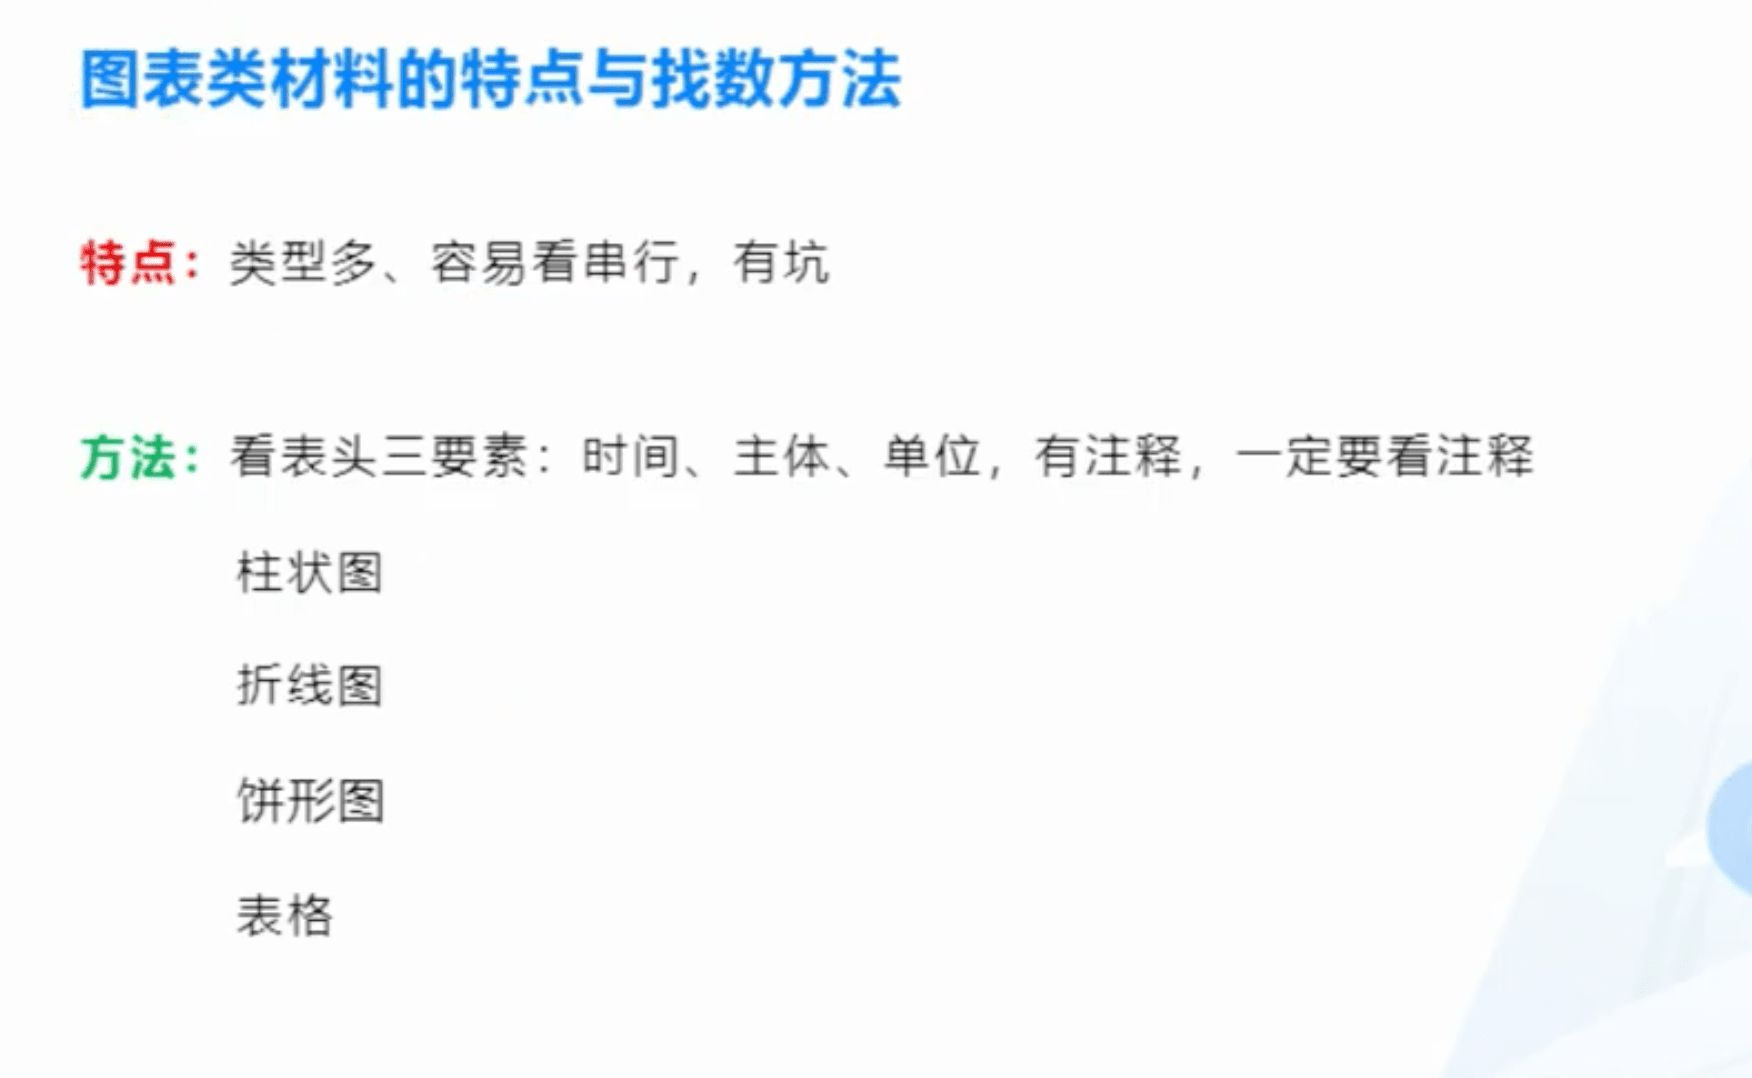 图表类材料的特点与找数方法
特点：类型多、容易看串行，有坑
方法：看表头三要素：时间、主体、单位，有注释，一定要看注释
柱状图
折线图
饼形图
表格